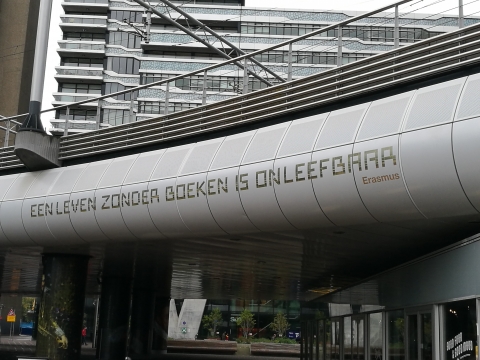 EEN LEVEN ZONDER BOEKEN IS ONLEEFBAAR
Erasmus